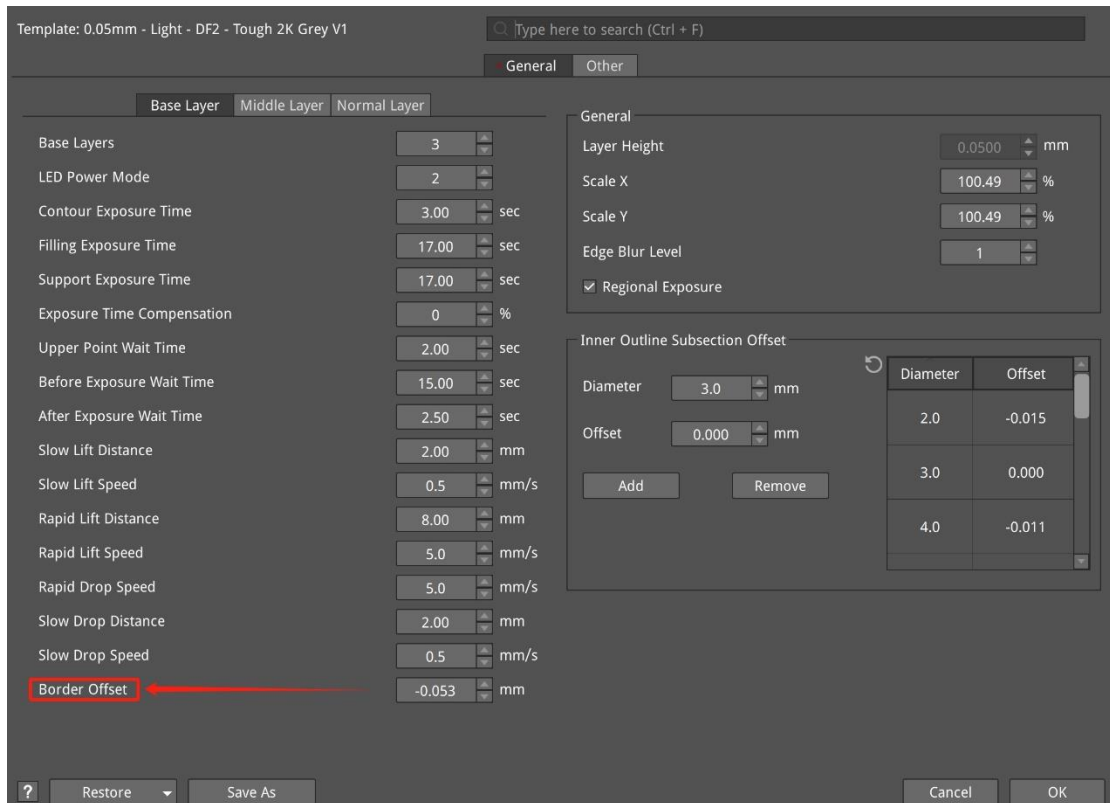 Template: 0.05mm - Light - DF2 - Tough 2K Grey V1
Type here to search (Ctrl + F)
General Other
Base Layer Middle Layer Normal Layer
Base Layers 3
LED Power Mode 2
Contour Exposure Time 3.00 sec
Filling Exposure Time 17.00 sec
Support Exposure Time 17.00 sec
Exposure Time Compensation 0 %
Upper Point Wait Time 2.00 sec
Before Exposure Wait Time 15.00 sec
After Exposure Wait Time 2.50 sec
Slow Lift Distance 2.00 mm
Slow Lift Speed 0.5 mm/s
Rapid Lift Distance 8.00 mm
Rapid Lift Speed 5.0 mm/s
Rapid Drop Speed 5.0 mm/s
Slow Drop Distance 2.00 mm
Slow Drop Speed 0.5 mm/s
Border Offset -0.053 mm
General
Layer Height 0.0500 mm
Scale X 100.49 %
Scale Y 100.49 %
Edge Blur Level 1
Regional Exposure
Inner Outline Subsection Offset
Diameter 3.0 mm
Offset 0.000 mm
Add Remove
Diameter Offset
2.0 -0.015
3.0 0.000
4.0 -0.011
? Restore Save As Cancel OK